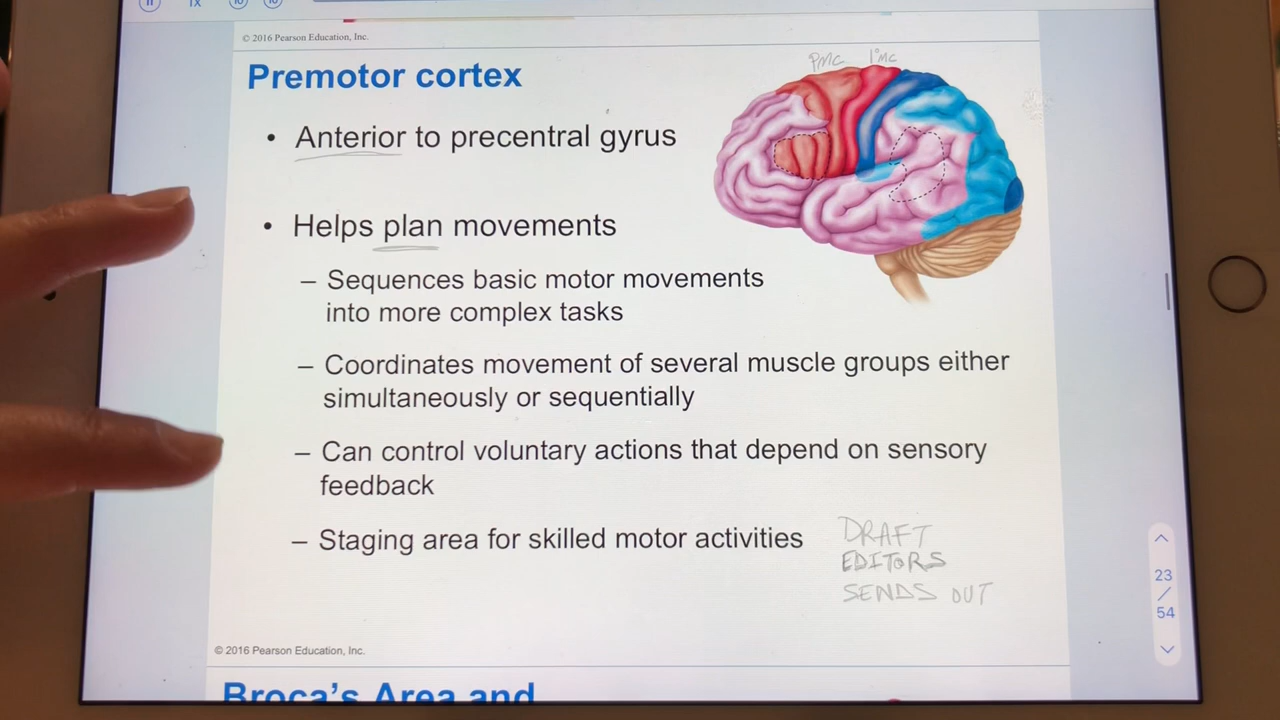 1x
© 2016 Pearson Education, Inc.
Premotor cortex
PMC 1°MC
• Anterior to precentral gyrus
• Helps plan movements
– Sequences basic motor movements
into more complex tasks
– Coordinates movement of several muscle groups either
simultaneously or sequentially
– Can control voluntary actions that depend on sensory
feedback
– Staging area for skilled motor activities
DRAFT
EDITORS
SENDS OUT
23
/
54
© 2016 Pearson Education, Inc.
Broca's Area and